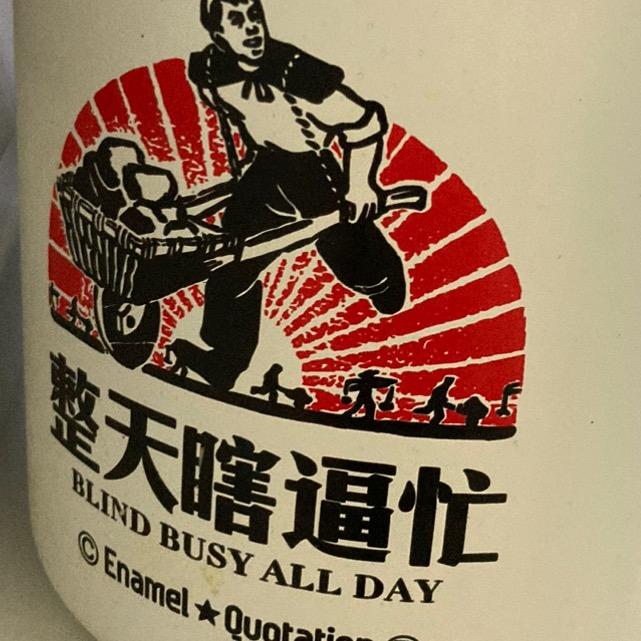 整天瞎逼忙
BLIND BUSY ALL DAY
© Enamel★Quotation